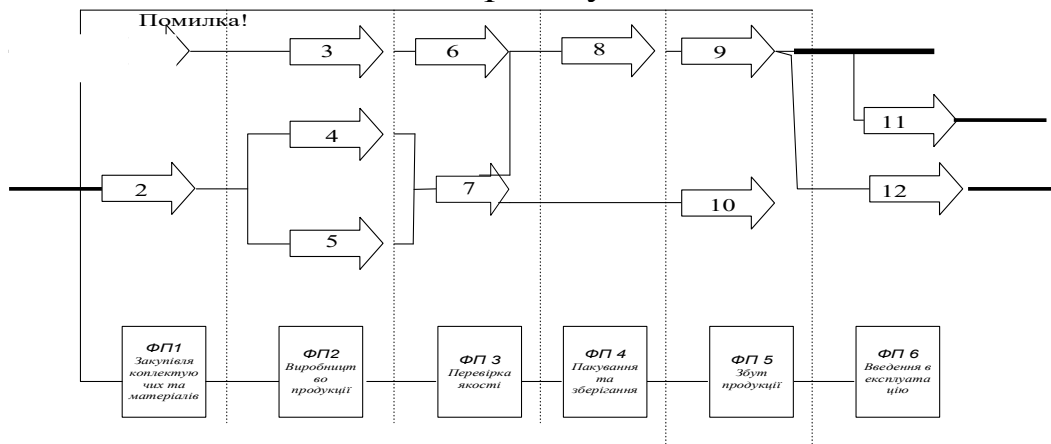 Помилка!
3
6
8
9
4
11
2
7
12
10
5
ФП1
Закупівля
коплектую
чих та
матеріалів
ФП2
Виробницт
во
продукції
ФП 3
Перевірка
якості
ФП 4
Пакування
та
зберігання
ФП 5
Збут
продукції
ФП 6
Введення в
експлуата
цію